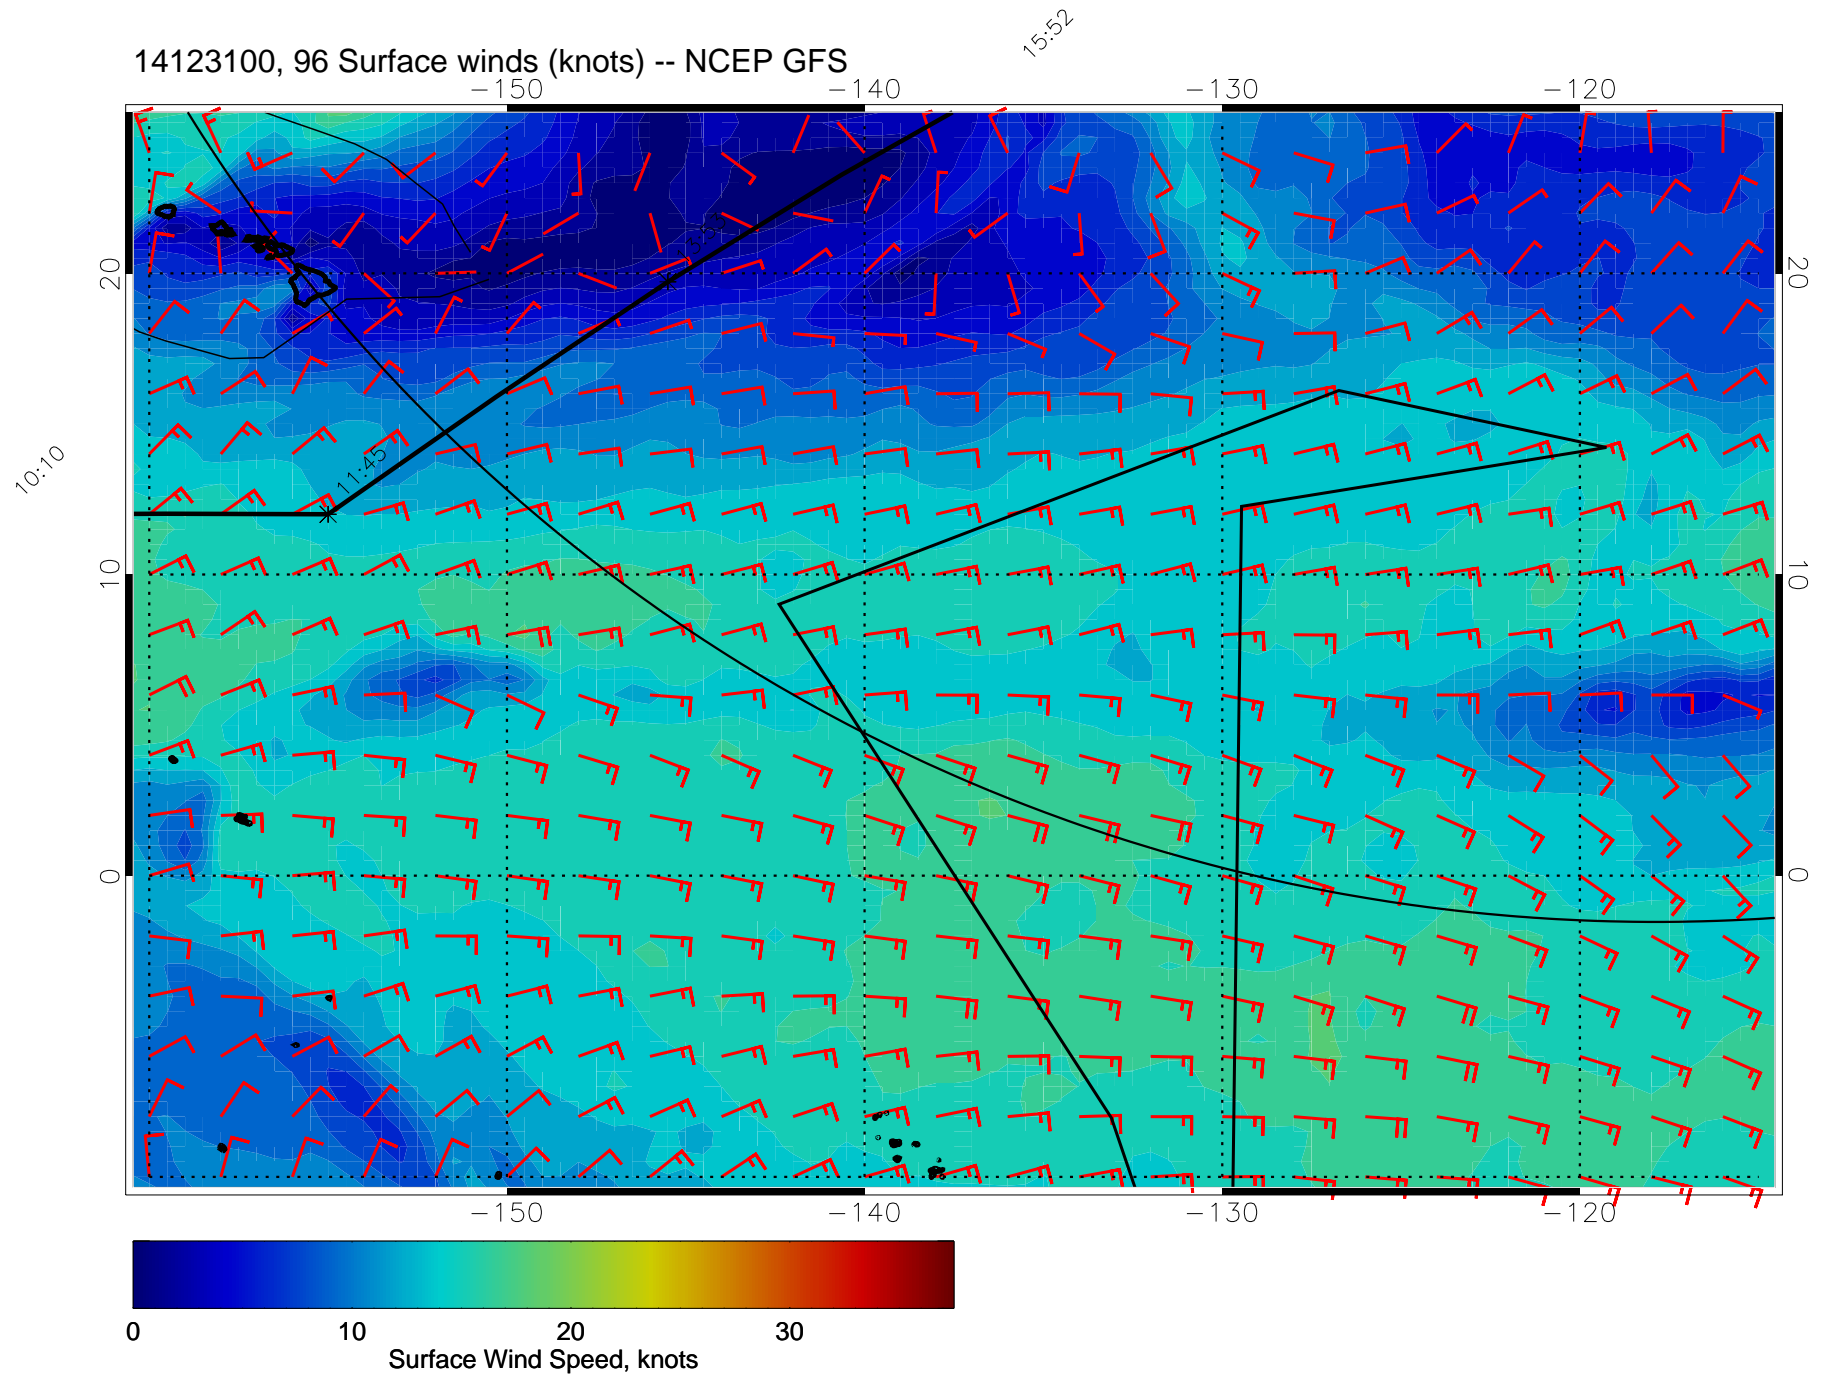 15:52
14123100, 96 Surface winds (knots) -- NCEP GFS
-150 -140 -130 -120
20 20
10:10
11:45
10 10
0 0
-150 -140 -130 -120
0 10 20 30
Surface Wind Speed, knots